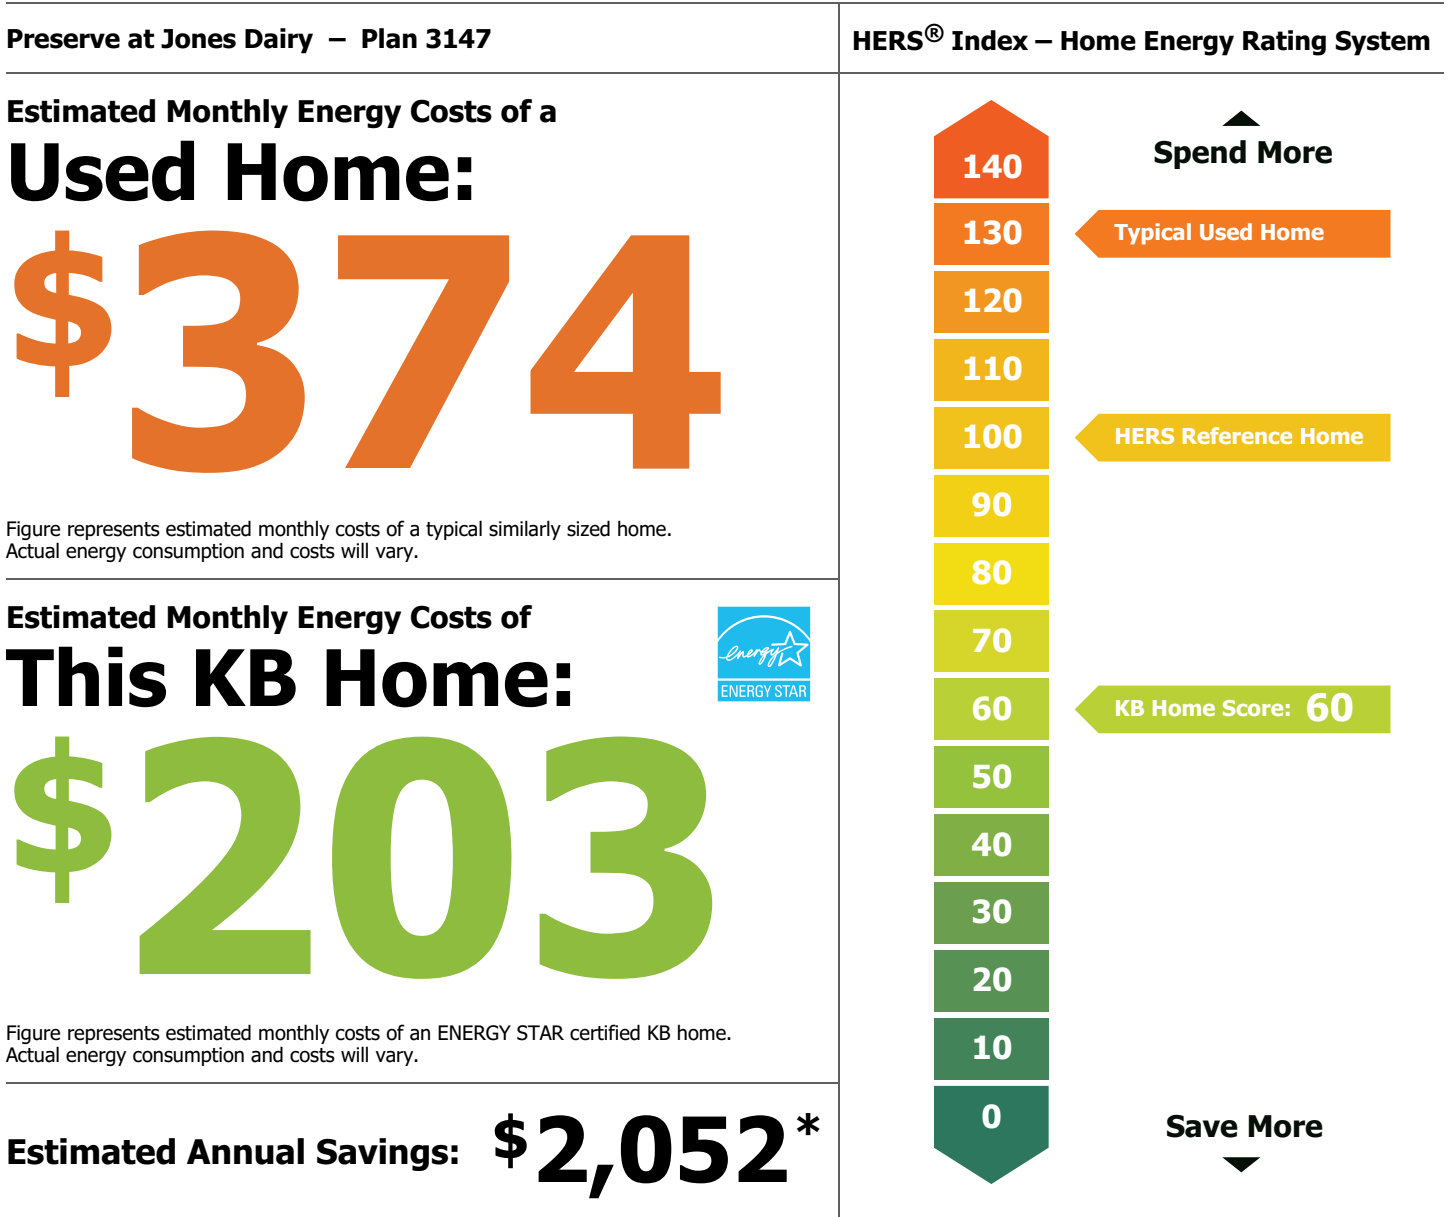 Preserve at Jones Dairy – Plan 3147
Estimated Monthly Energy Costs of a
Used Home:
$374
Figure represents estimated monthly costs of a typical similarly sized home.
Actual energy consumption and costs will vary.
Estimated Monthly Energy Costs of
This KB Home:
energy
ENERGY STAR
$203
Figure represents estimated monthly costs of an ENERGY STAR certified KB home.
Actual energy consumption and costs will vary.
Estimated Annual Savings: $2,052*
HERS® Index – Home Energy Rating System
Spend More
140
130
Typical Used Home
120
110
100
HERS Reference Home
90
80
70
60
KB Home Score: 60
50
40
30
20
10
0
Save More